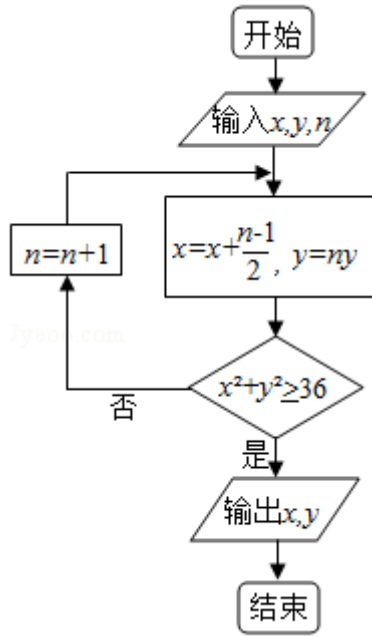 开始
输入x,y,n
n=n+1
x=x+(n-1)/2, y=ny
x²+y²≥36
否
是
输出x,y
结束